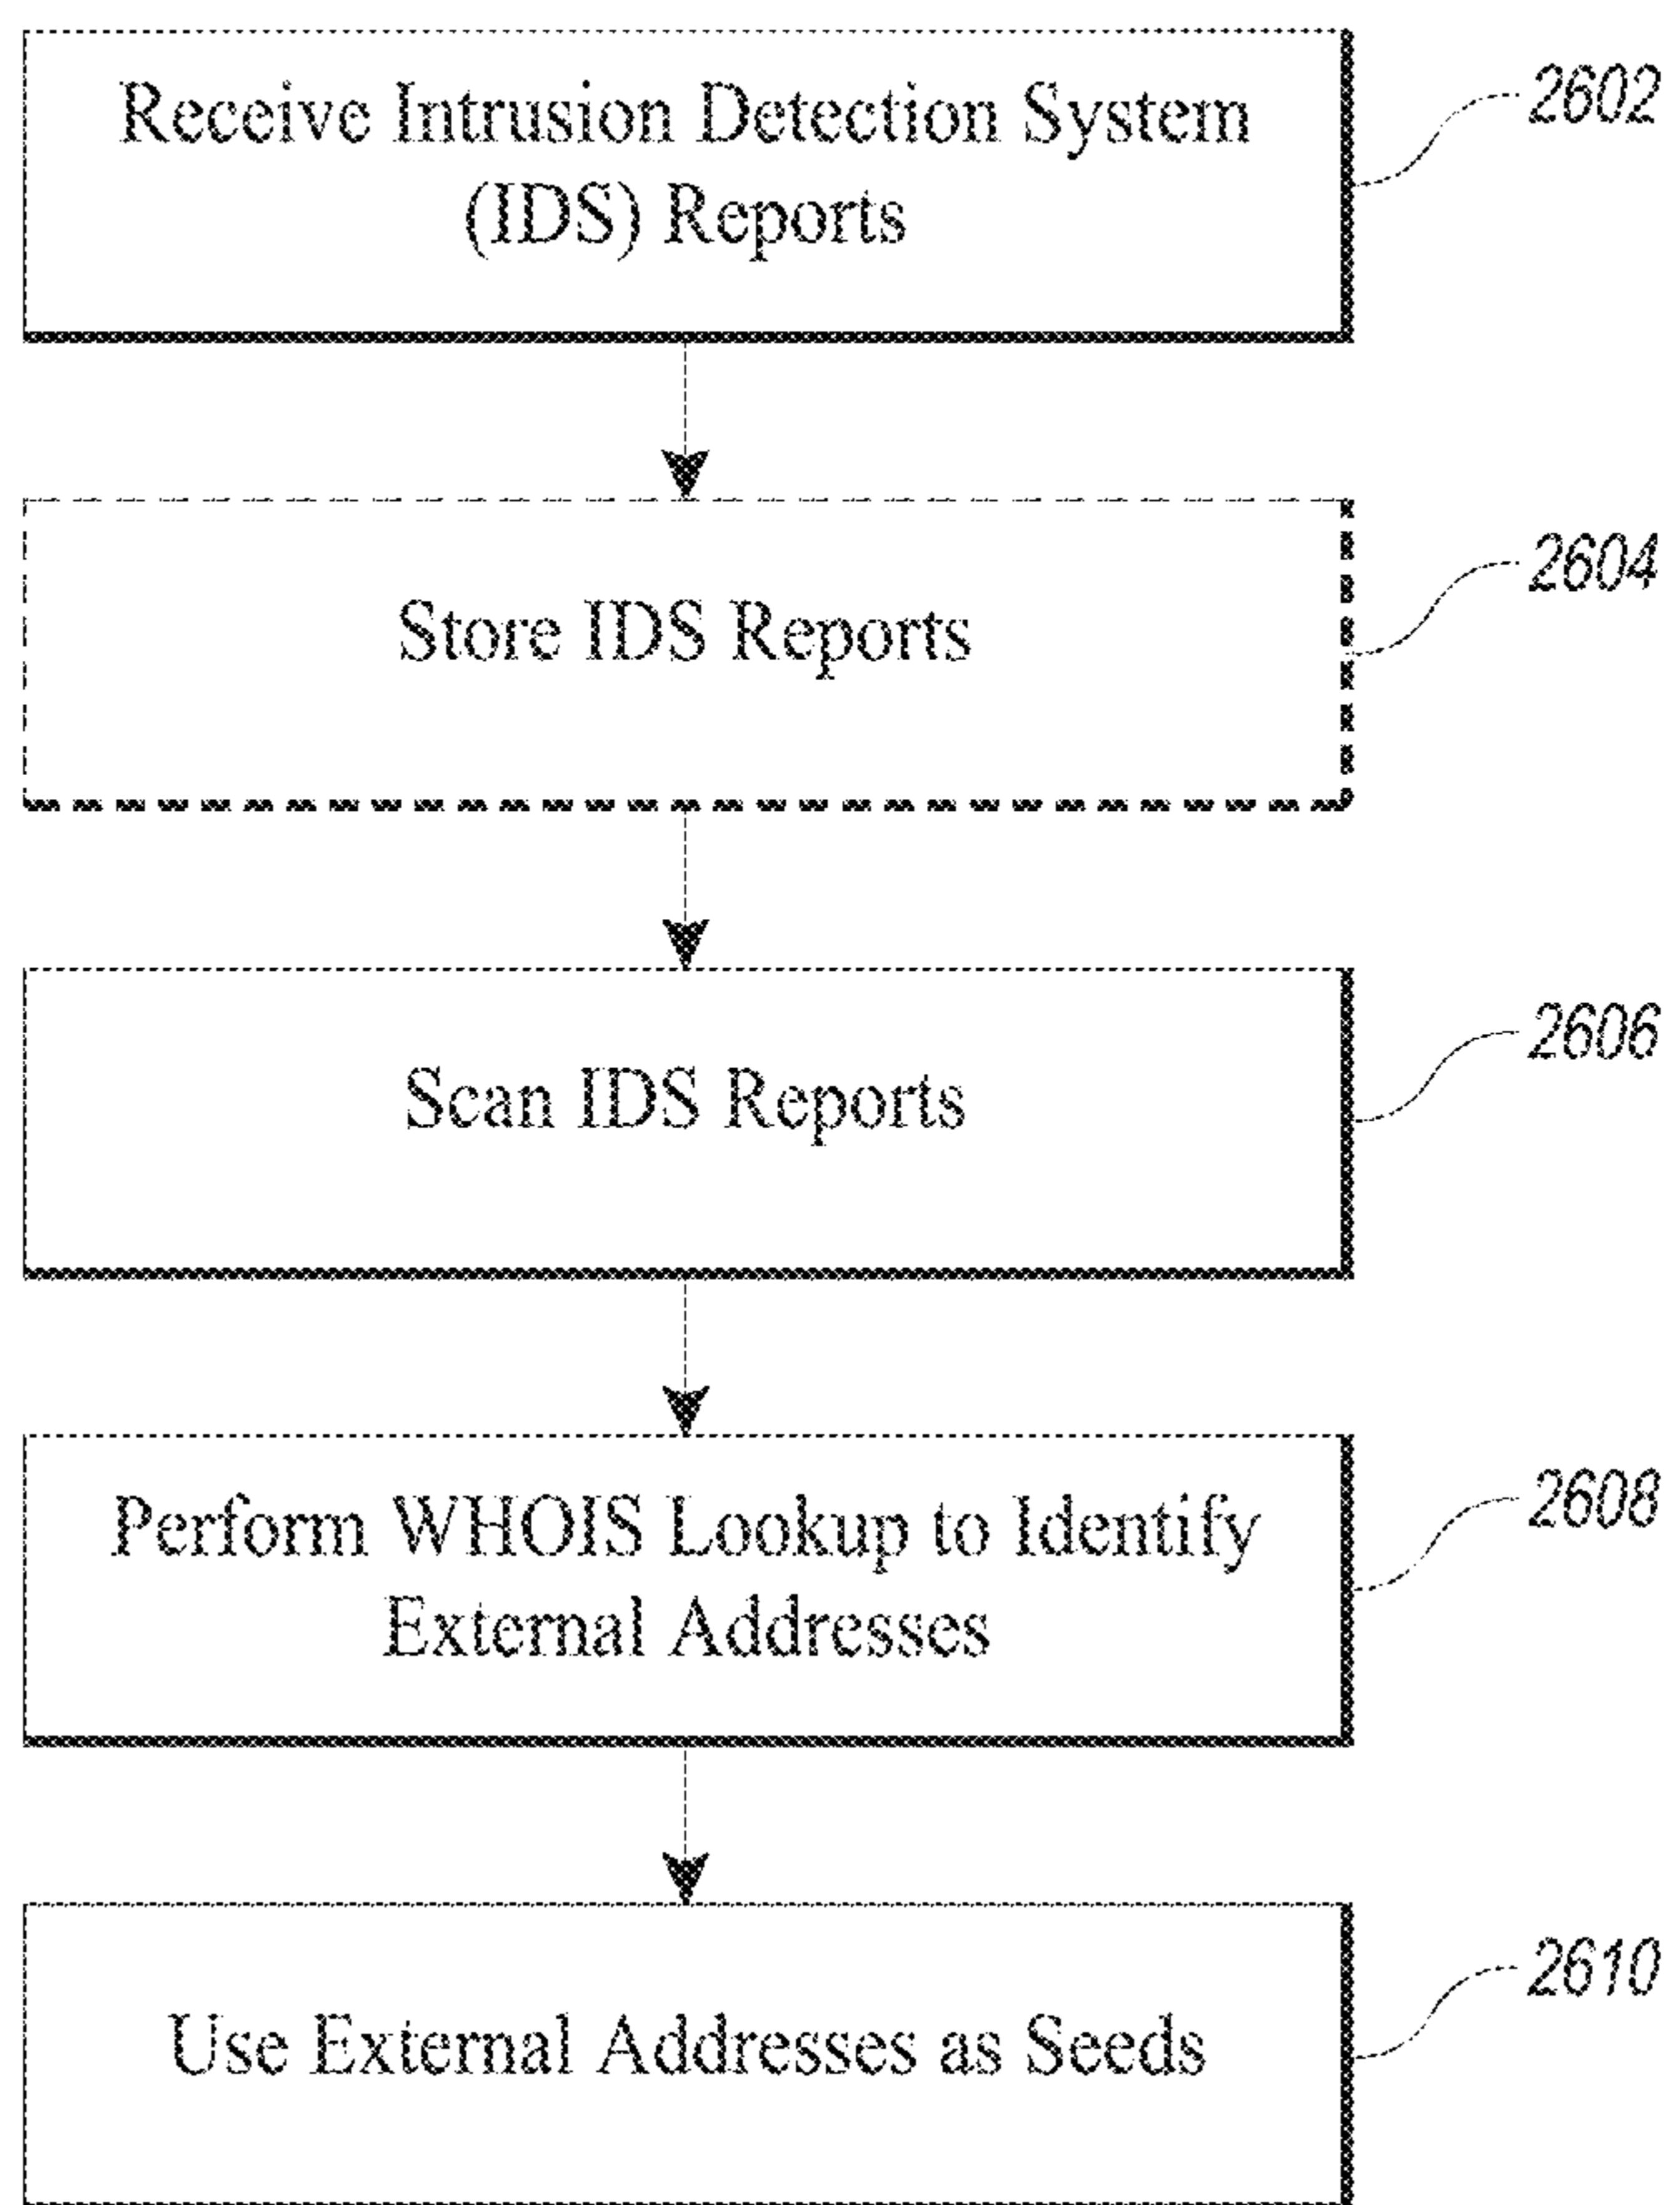 Receive Intrusion Detection System
(IDS) Reports
2602
Store IDS Reports
2604
Scan IDS Reports
2606
Perform WHOIS Lookup to Identify
External Addresses
2608
Use External Addresses as Seeds
2610